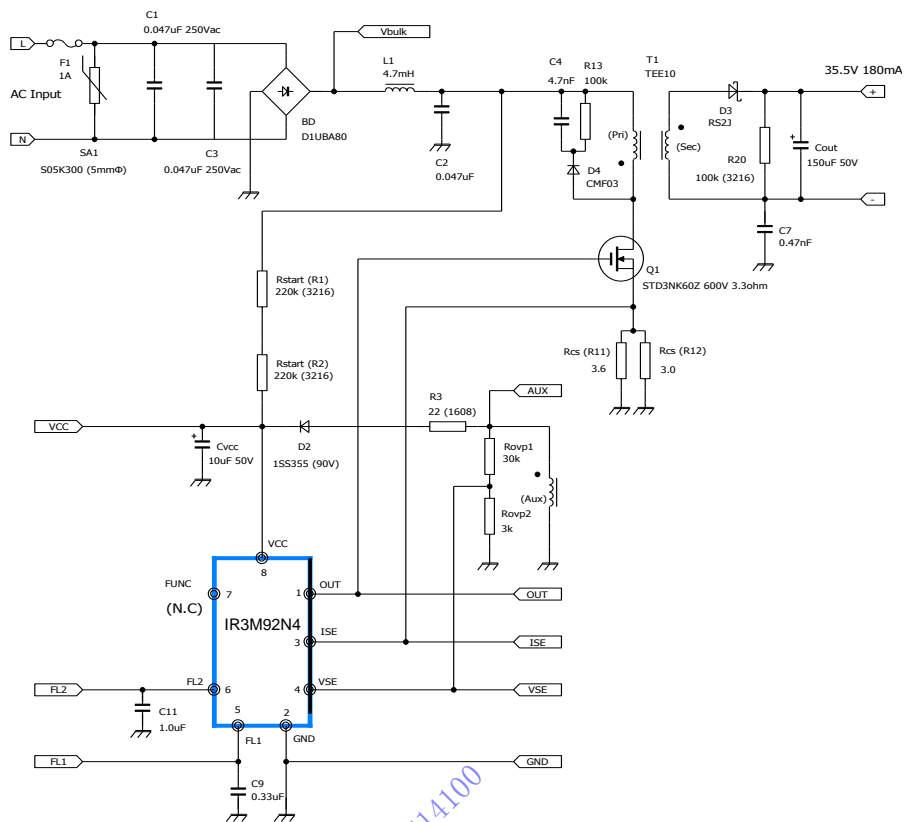 C1
0.047uF 250Vac
Vbulk
L
F1
1A
AC Input
N
SA1
S05K300 (5mmΦ)
C3
0.047uF 250Vac
BD
D1UBA80
L1
4.7mH
C2
0.047uF
C4
4.7nF
R13
100k
D4
CMF03
T1
TEE10
(Pri)
(Sec)
D3
RS2J
35.5V 180mA
+
R20
100k (3216)
+
Cout
150uF 50V
-
C7
0.47nF
Q1
STD3NK60Z 600V 3.3ohm
Rstart (R1)
220k (3216)
Rstart (R2)
220k (3216)
Rcs (R11)
3.6
Rcs (R12)
3.0
VCC
+
Cvcc
10uF 50V
D2
1SS355 (90V)
R3
22 (1608)
AUX
Rovp1
30k
Rovp2
3k
(Aux)
VCC
8
FUNC
7
(N.C)
IR3M92N4
OUT
1
OUT
ISE
3
ISE
VSE
4
VSE
FL2
FL2
6
C11
1.0uF
5
FL1
2
GND
FL1
GND
C9
0.33uF